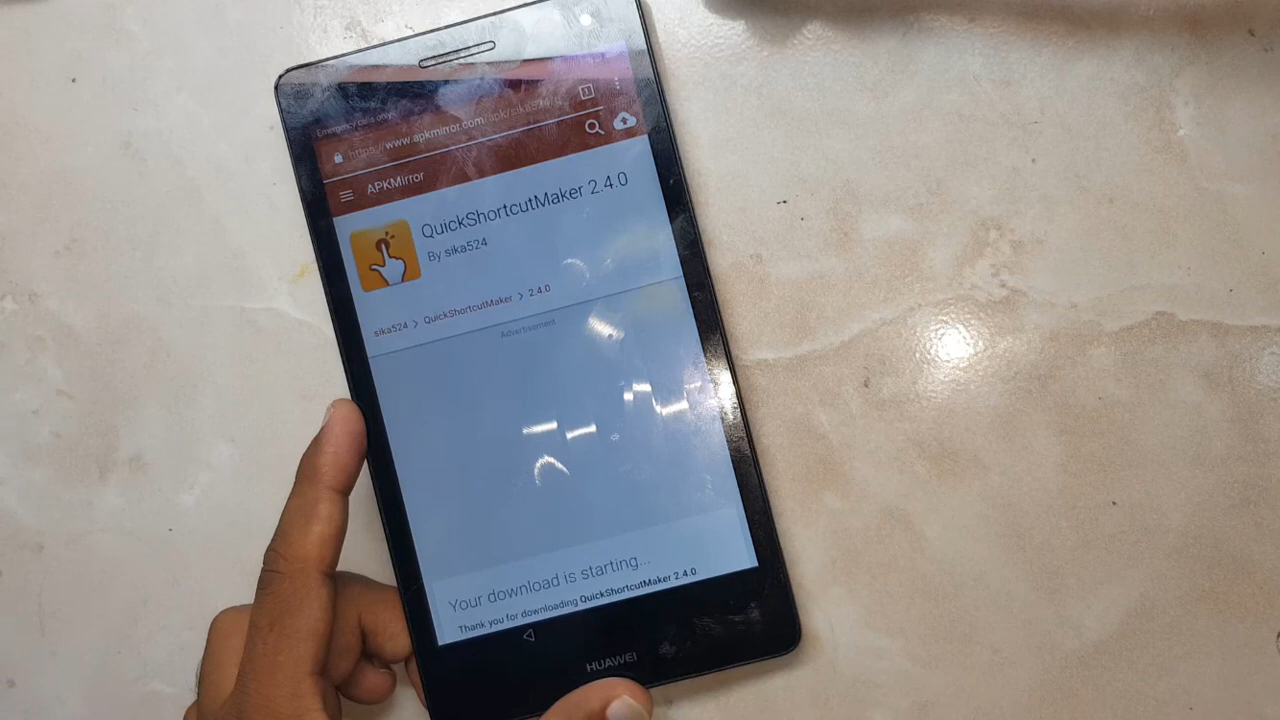 Emergency calls only
https://www.apkmirror.com/apk/sika524/q
1
APKMirror
QuickShortcutMaker 2.4.0
By sika524
sika524 > QuickShortcutMaker > 2.4.0
Advertisement
Your download is starting...
Thank you for downloading QuickShortcutMaker 2.4.0.
HUAWEI